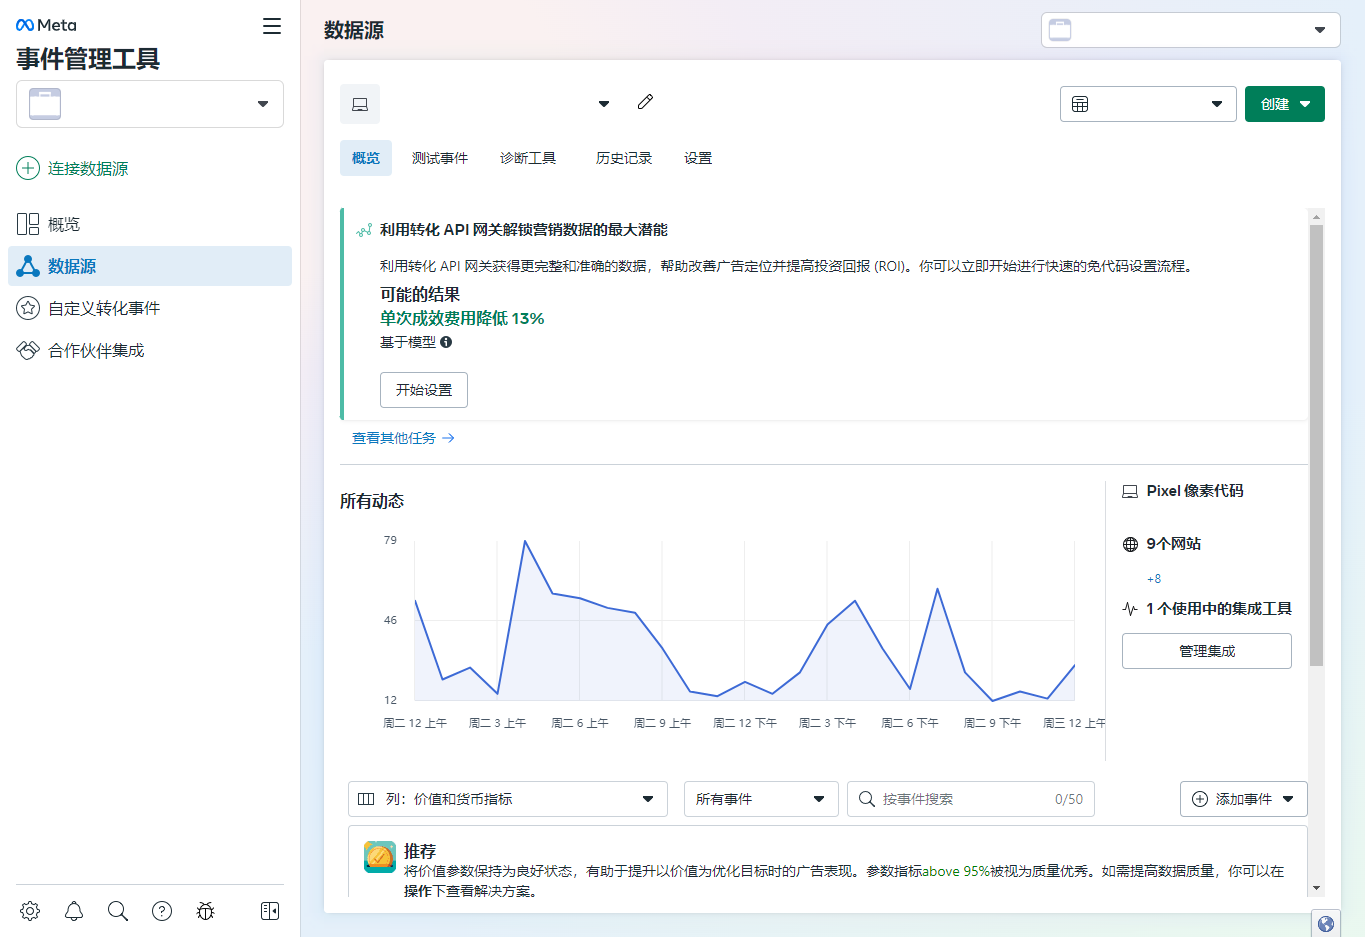 Meta
事件管理工具
连接数据源
概览
数据源
自定义转化事件
合作伙伴集成
数据源
创建
概览
测试事件
诊断工具
历史记录
设置
利用转化 API 网关解锁营销数据的最大潜能
利用转化 API 网关获得更完整和准确的数据，帮助改善广告定位并提高投资回报 (ROI)。你可以立即开始进行快速的免代码设置流程。
可能的结果
单次成效费用降低 13%
基于模型
开始设置
查看其他任务
所有动态
79
46
12
周二 12 上午
周二 3 上午
周二 6 上午
周二 9 上午
周二 12 下午
周二 3 下午
周二 6 下午
周二 9 下午
周三 12 上午
Pixel 像素代码
9个网站
+8
1 个使用中的集成工具
管理集成
列：价值和货币指标
所有事件
按事件搜索
0/50
添加事件
推荐
将价值参数保持为良好状态，有助于提升以价值为优化目标时的广告表现。参数指标above 95%被视为质量优秀。如需提高数据质量，你可以在
操作下查看解决方案。